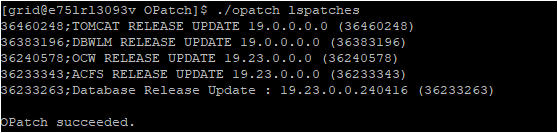 [grid@e75lrl3093v OPatch]$ ./opatch lspatches
36460248;TOMCAT RELEASE UPDATE 19.0.0.0.0 (36460248)
36383196;DBWLM RELEASE UPDATE 19.0.0.0.0 (36383196)
36240578;OCW RELEASE UPDATE 19.23.0.0.0 (36240578)
36233343;ACFS RELEASE UPDATE 19.23.0.0.0 (36233343)
36233263;Database Release Update : 19.23.0.0.240416 (36233263)
OPatch succeeded.